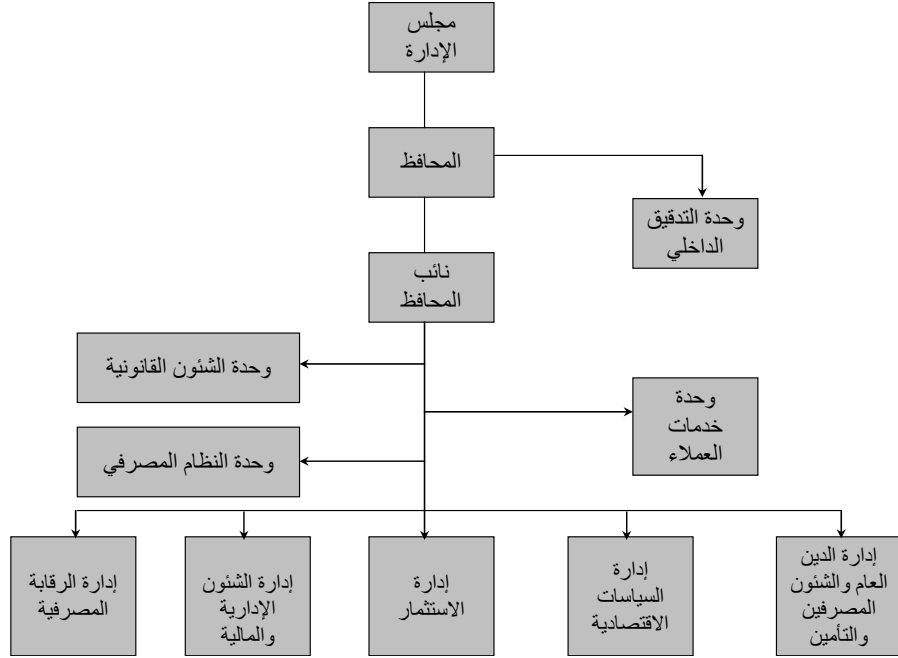 مجلس
الإدارة
المحافظ
وحدة التدقيق
الداخلي
نائب
المحافظ
وحدة الشئون القانونية
وحدة
خدمات
العملاء
وحدة النظام المصرفي
إدارة الدين
العام والشئون
المصرفين
والتأمين
إدارة
السياسات
الاقتصادية
إدارة
الاستثمار
إدارة الشئون
الإدارية
والمالية
إدارة الرقابة
المصرفية